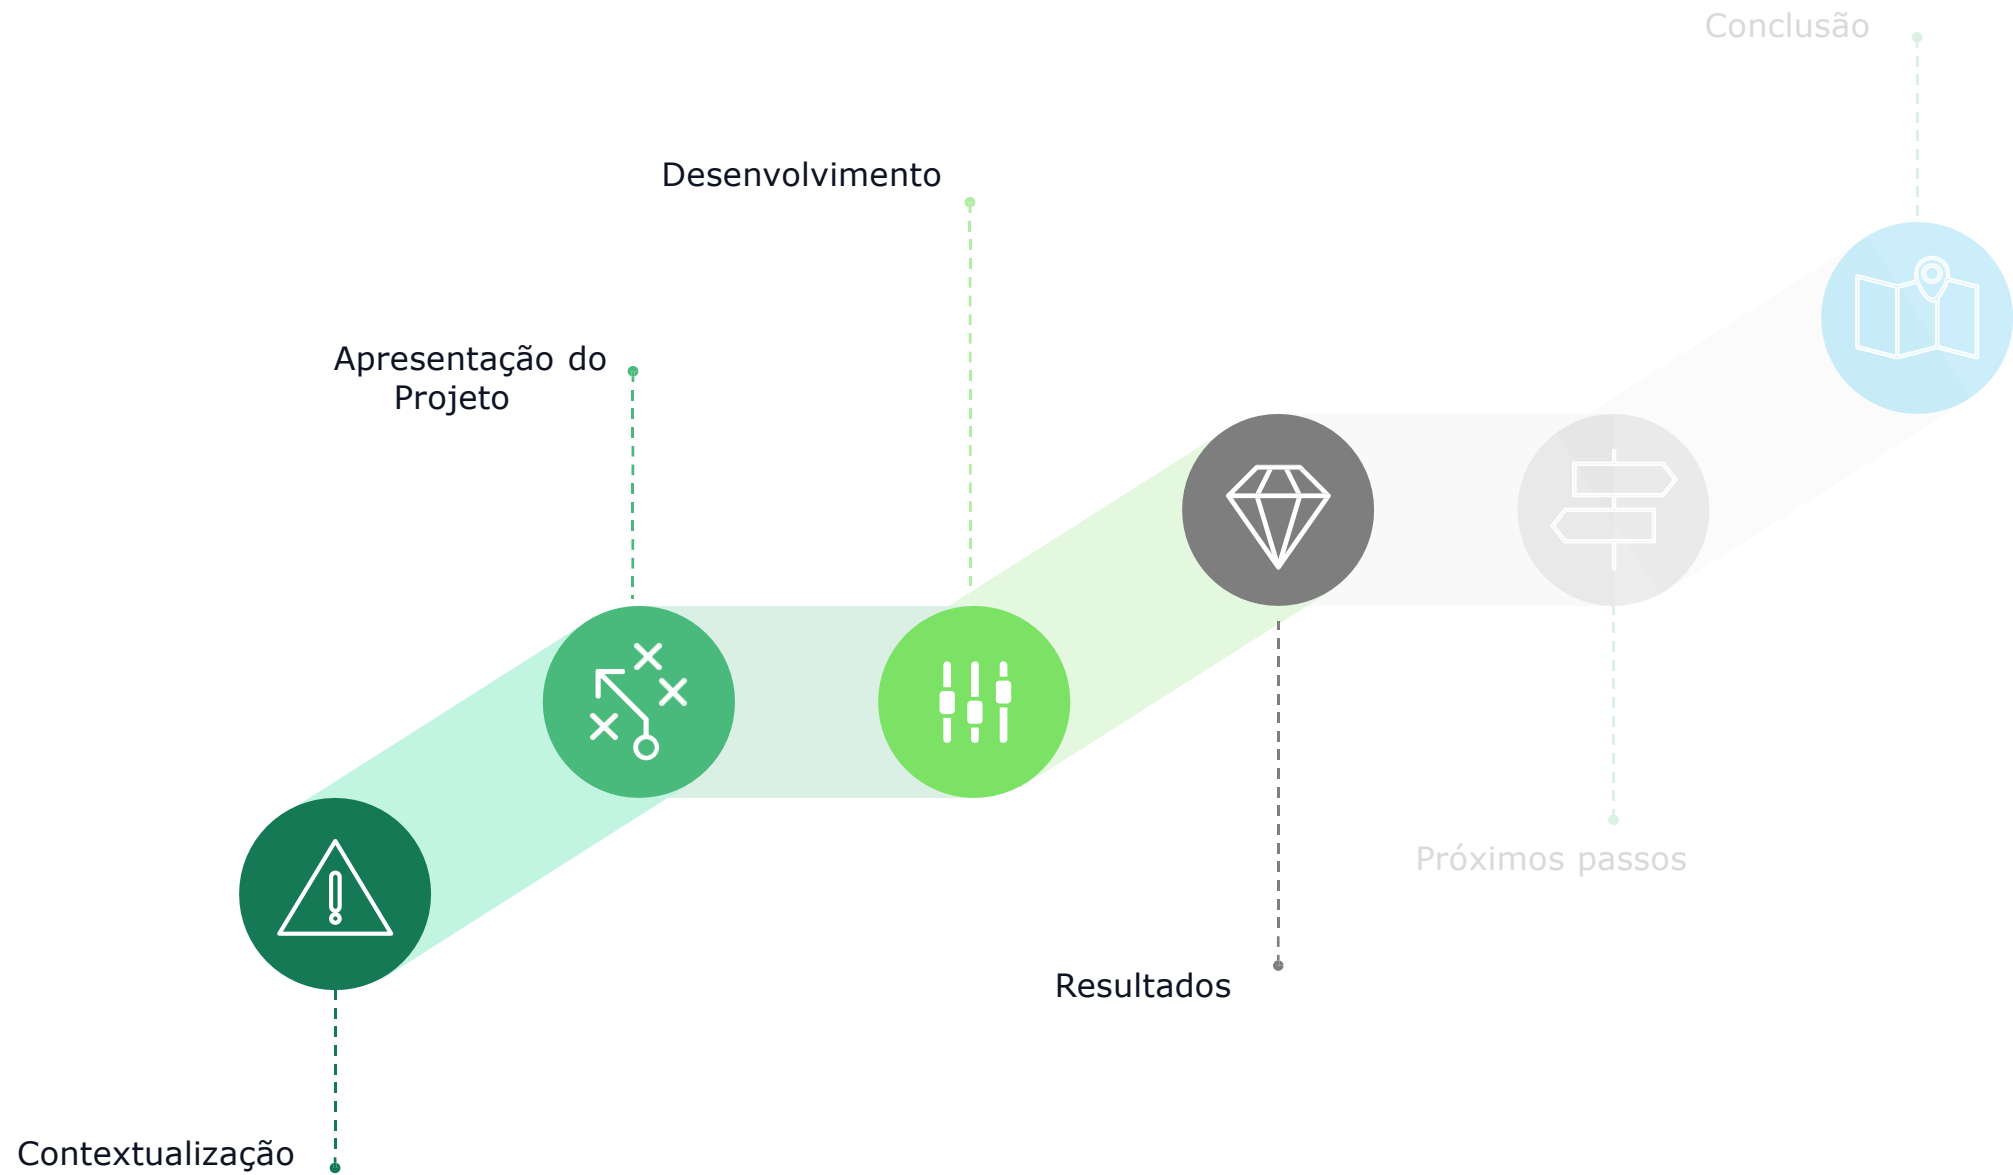 Conclusão
Desenvolvimento
Apresentação do
Projeto
Próximos passos
Resultados
Contextualização